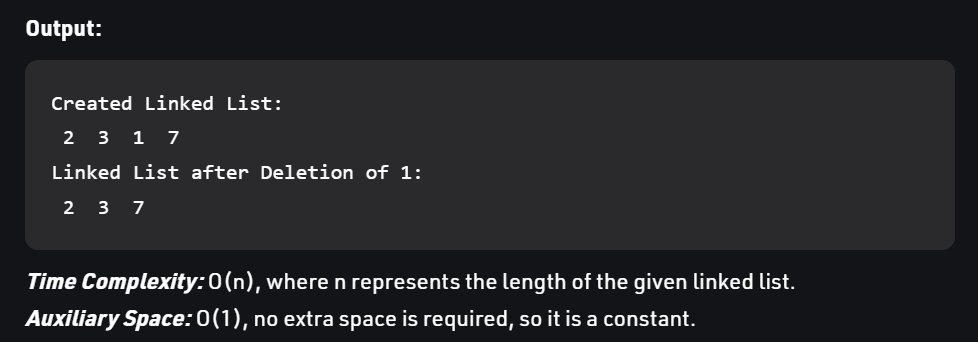 Output:
Created Linked List:
2 3 1 7
Linked List after Deletion of 1:
2 3 7
Time Complexity: O(n), where n represents the length of the given linked list.
Auxiliary Space: O(1), no extra space is required, so it is a constant.